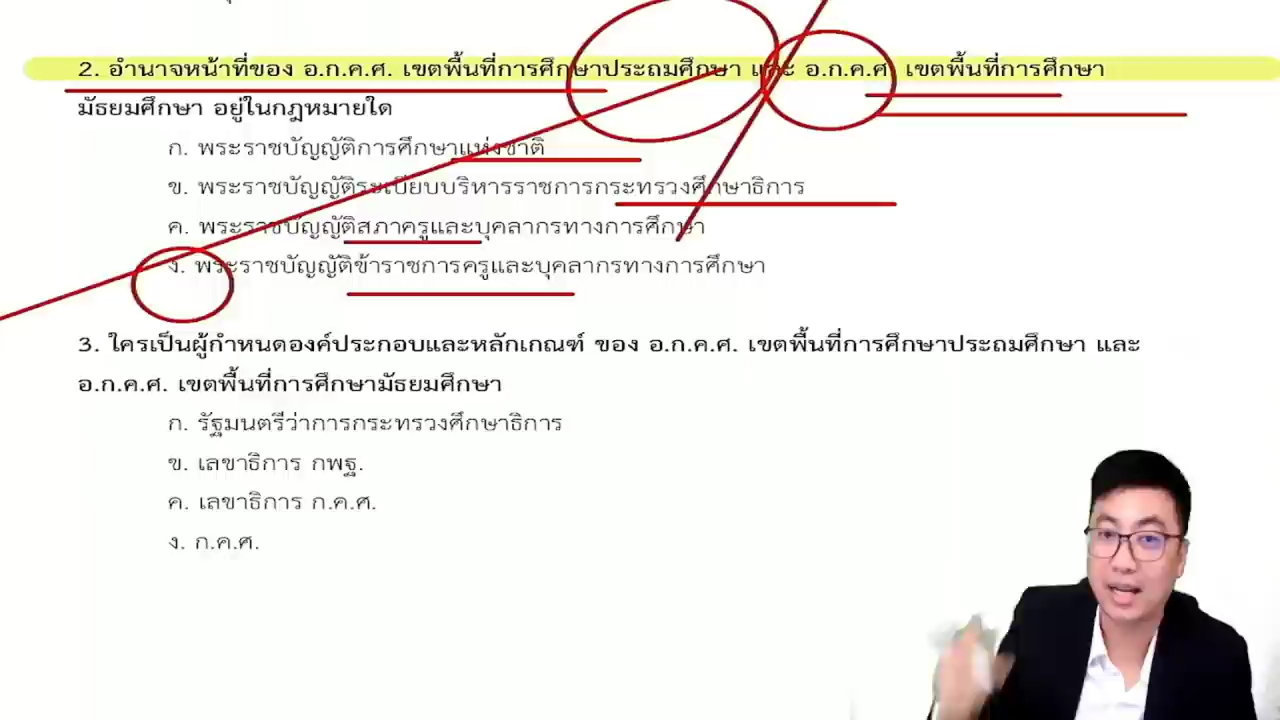 2. อำนาจหน้าที่ของ อ.ก.ค.ศ. เขตพื้นที่การศึกษาประถมศึกษา และ อ.ก.ค.ศ. เขตพื้นที่การศึกษา
มัธยมศึกษา อยู่ในกฎหมายใด
ก. พระราชบัญญัติการศึกษาแห่งชาติ
ข. พระราชบัญญัติระเบียบบริหารราชการกระทรวงศึกษาธิการ
ค. พระราชบัญญัติสภาครูและบุคลากรทางการศึกษา
ง. พระราชบัญญัติข้าราชการครูและบุคลากรทางการศึกษา
3. ใครเป็นผู้กำหนดองค์ประกอบและหลักเกณฑ์ ของ อ.ก.ค.ศ. เขตพื้นที่การศึกษาประถมศึกษา และ
อ.ก.ค.ศ. เขตพื้นที่การศึกษามัธยมศึกษา
ก. รัฐมนตรีว่าการกระทรวงศึกษาธิการ
ข. เลขาธิการ กพฐ.
ค. เลขาธิการ ก.ค.ศ.
ง. ก.ค.ศ.